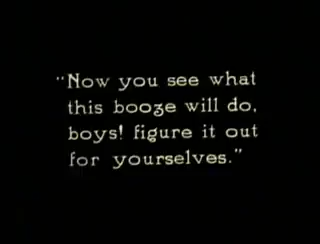 "Now you see what
this booze will do,
boys! figure it out
for yourselves."